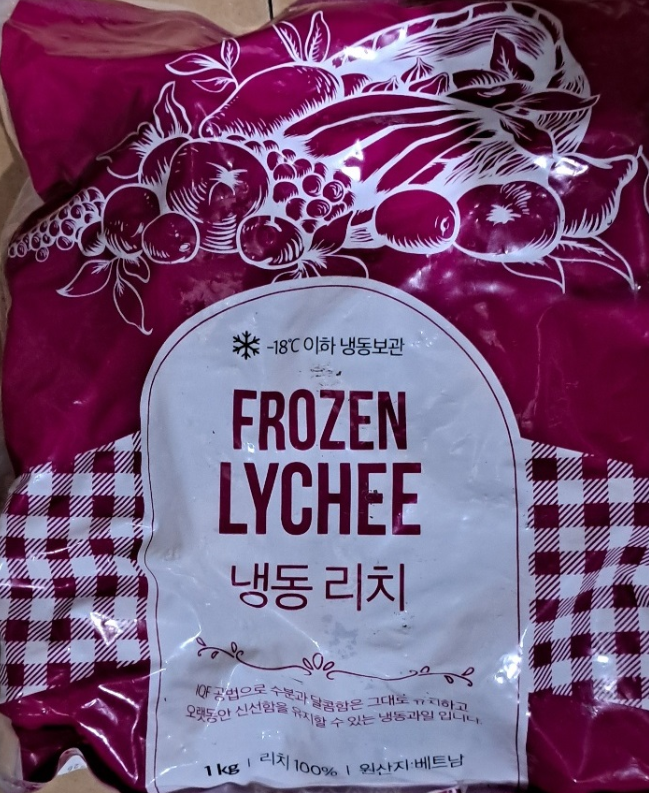 -18℃ 이하 냉동보관
FROZEN
LYCHEE
냉동 리치
IQF공법으로 수분과 달콤함은 그대로 유지하고
오랫동안 신선함을 유지할 수 있는 냉동과일 입니다.
1kg | 리치 100% | 원산지:베트남